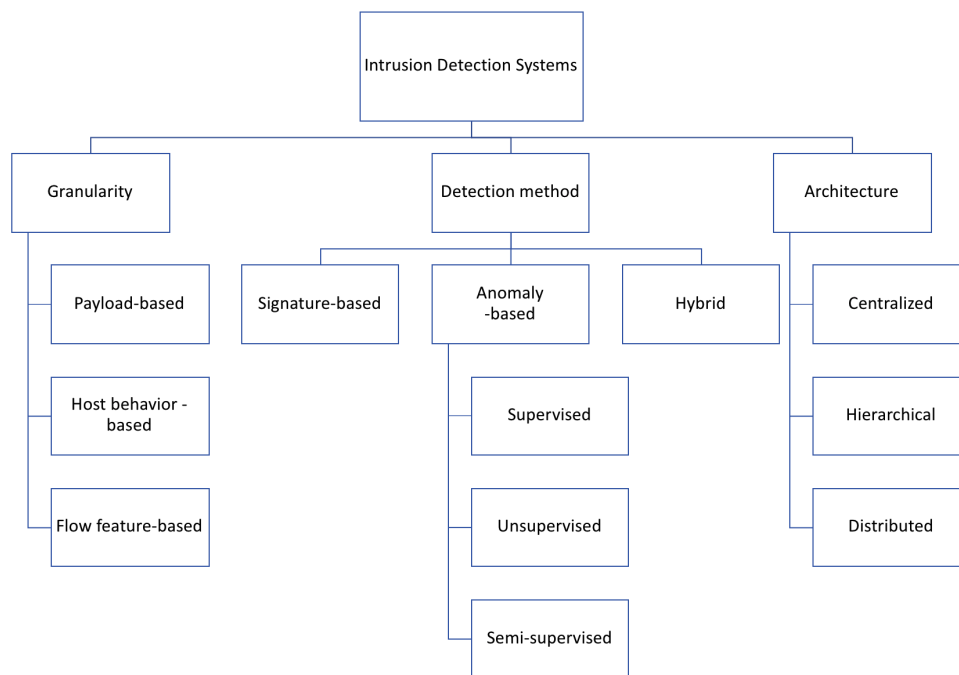 Intrusion Detection Systems
Granularity
Detection method
Architecture
Payload-based
Signature-based
Anomaly
-based
Hybrid
Centralized
Host behavior -
based
Supervised
Hierarchical
Flow feature-based
Unsupervised
Distributed
Semi-supervised